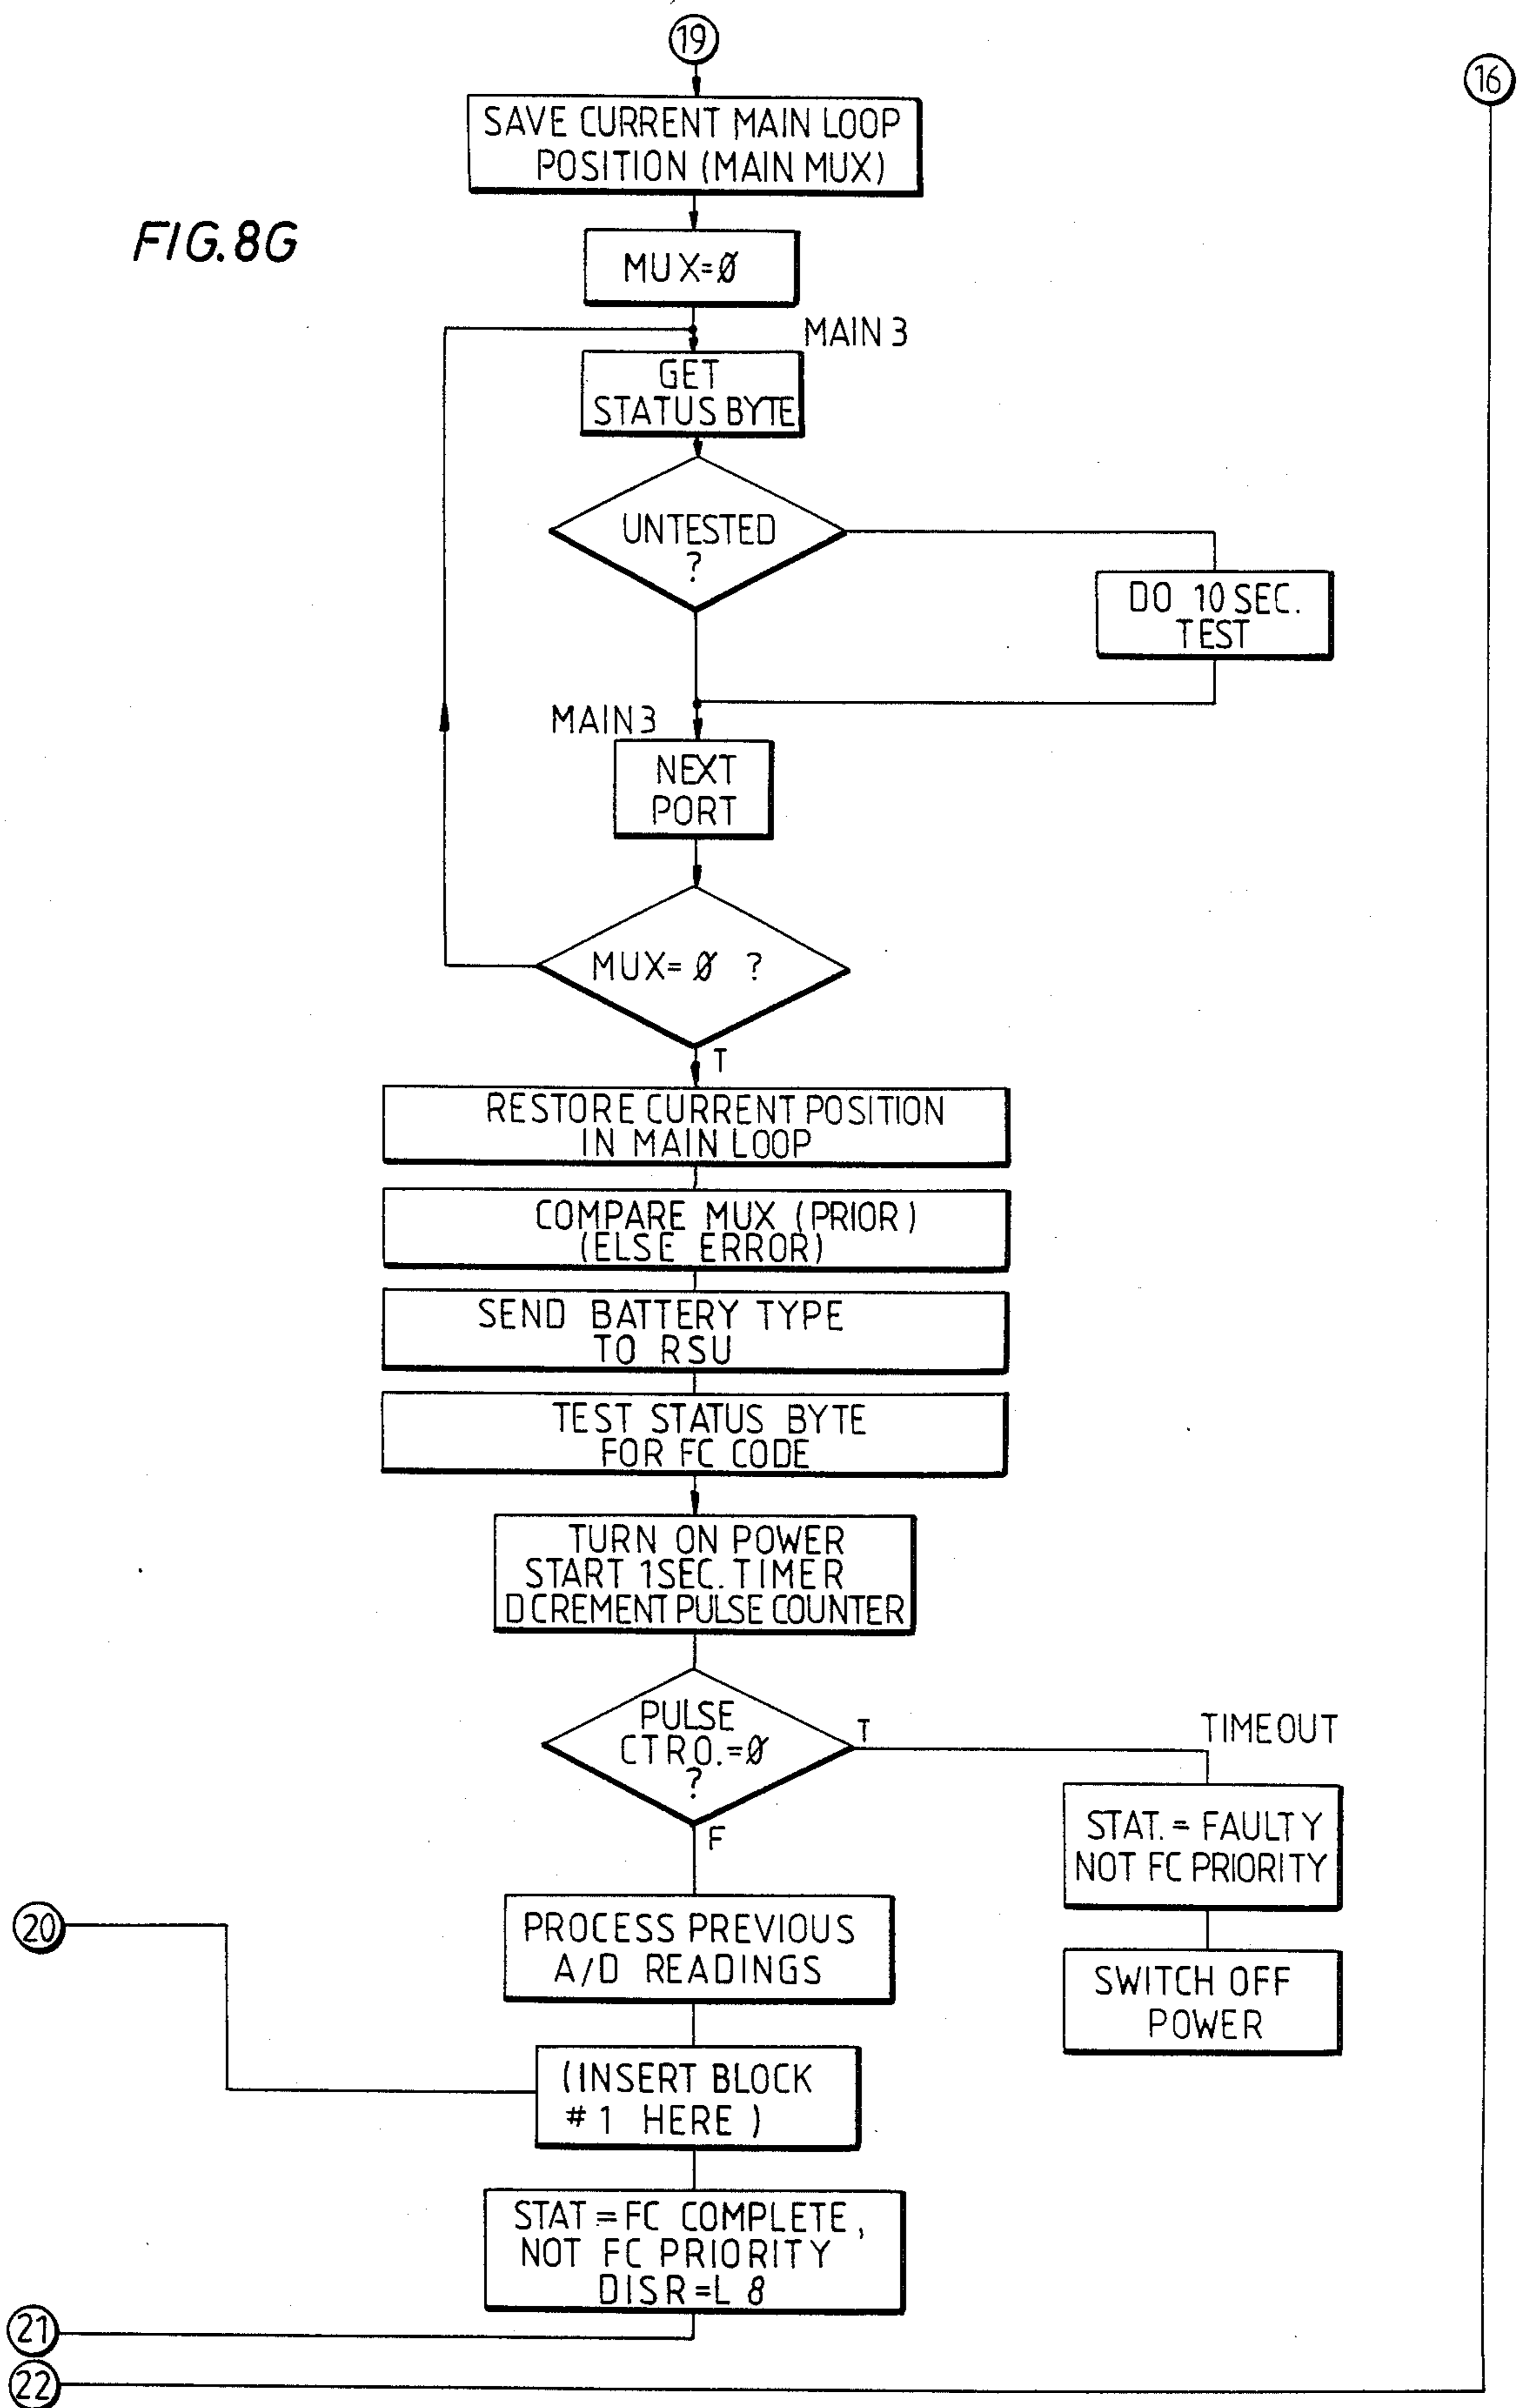 19
16
SAVE CURRENT MAIN LOOP
POSITION (MAIN MUX)
FIG. 8G
MUX=Ø
MAIN 3
GET
STATUS BYTE
UNTESTED
?
DO 10 SEC.
TEST
MAIN 3
NEXT
PORT
MUX= Ø ?
T
RESTORE CURRENT POSITION
IN MAIN LOOP
COMPARE MUX (PRIOR)
(ELSE ERROR)
SEND BATTERY TYPE
TO RSU
TEST STATUS BYTE
FOR FC CODE
TURN ON POWER
START 1SEC. TIMER
DCREMENT PULSE COUNTER
PULSE
CTRO.=Ø
?
T
TIMEOUT
F
STAT. = FAULTY
NOT FC PRIORITY
20
PROCESS PREVIOUS
A/D READINGS
SWITCH OFF
POWER
(INSERT BLOCK
#1 HERE )
STAT = FC COMPLETE,
NOT FC PRIORITY
DISR=L 8
21
22